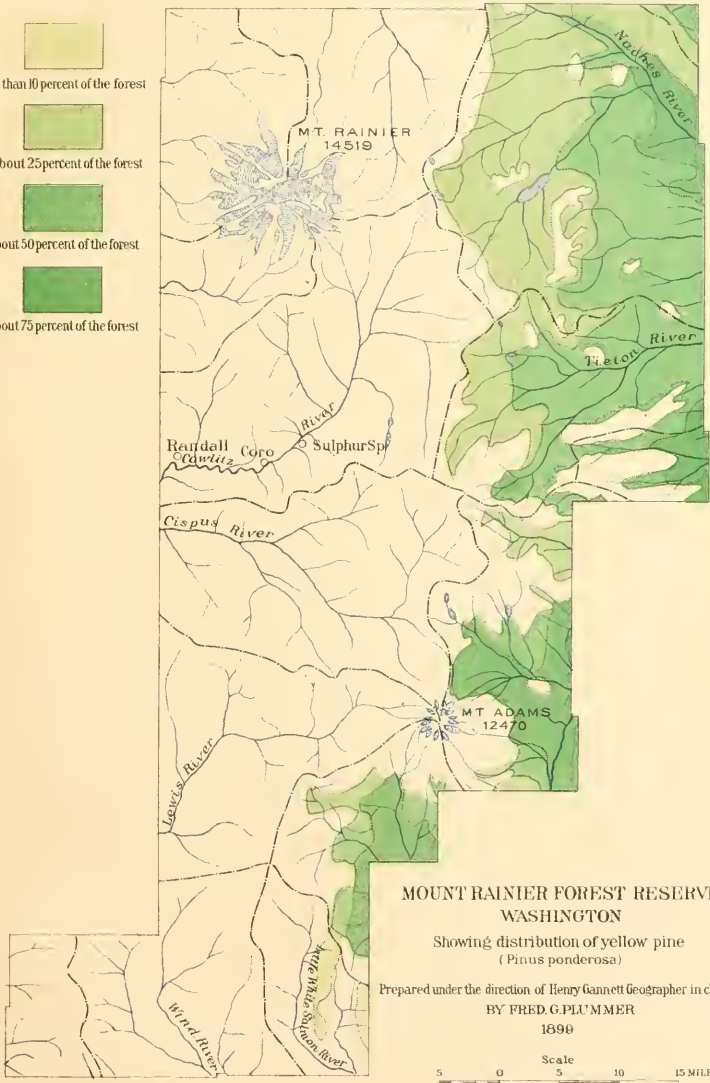 than 10 percent of the forest
bout 25 percent of the forest
out 50 percent of the forest
out 75 percent of the forest
Naches River
MT. RAINIER
14519
Tieton River
Randall
Cowlitz River
Coro
Sulphur Sp
Cispus River
MT ADAMS
12470
Lewis River
Little White Salmon River
Wind River
MOUNT RAINIER FOREST RESERV
WASHINGTON
Showing distribution of yellow pine
(Pinus ponderosa)
Prepared under the direction of Henry Gannett Geographer in c
BY FRED. G. PLUMMER
1899
Scale
5 0 5 10 15 MILE